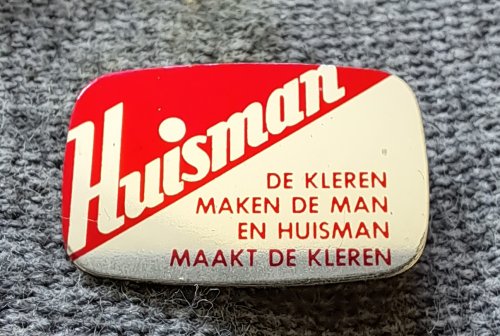 Huisman
DE KLEREN
MAKEN DE MAN
EN HUISMAN
MAAKT DE KLEREN